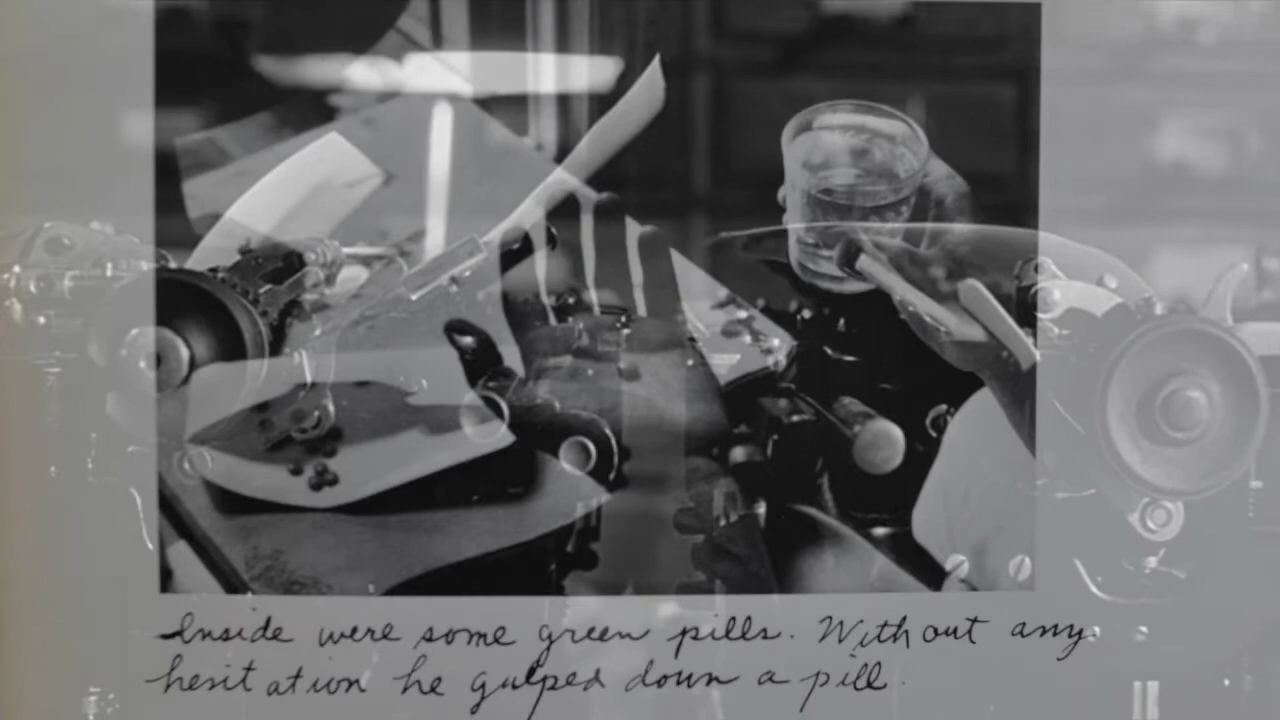 Inside were some green pills. Without any
hesitation he gulped down a pill.